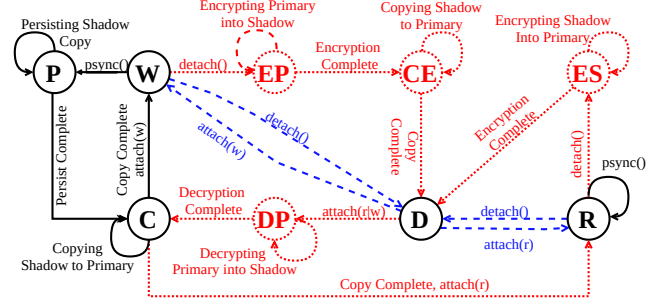 Persisting Shadow
Copy
Encrypting Primary
into Shadow
Copying Shadow
to Primary
Encrypting Shadow
Into Primary
P
psync()
W
detach()
EP
Encryption
Complete
CE
ES
Persist Complete
Copy Complete
attach(w)
detach()
attach(w)
Copy
Complete
Encryption
Complete
detach()
psync()
C
Decryption
Complete
DP
attach(r|w)
D
detach()
attach(r)
R
Copying
Shadow to Primary
Decrypting
Primary into Shadow
Copy Complete, attach(r)